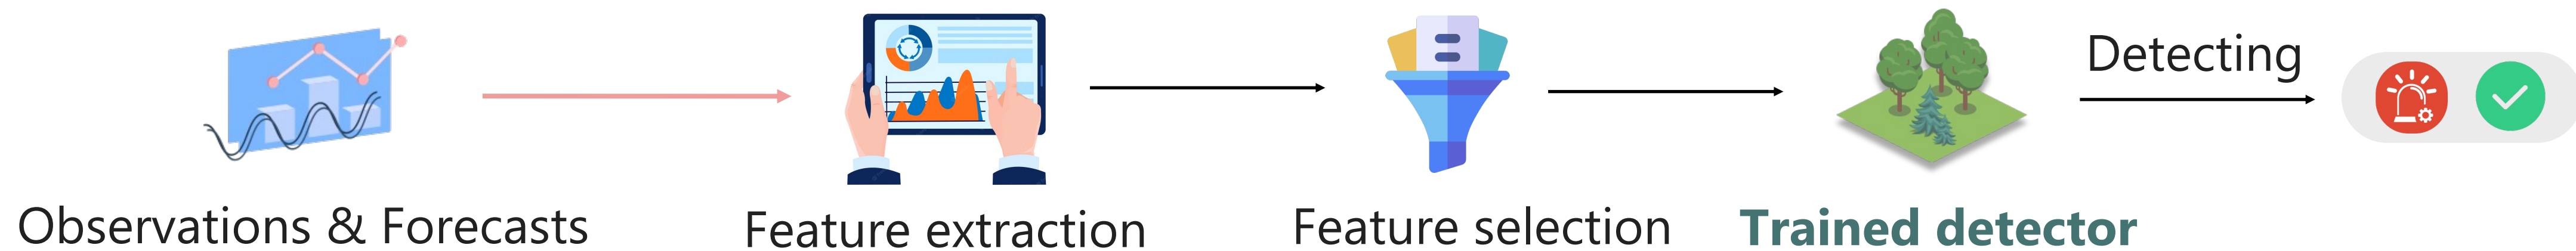 Detecting
Observations & Forecasts
Feature extraction
Feature selection
Trained detector